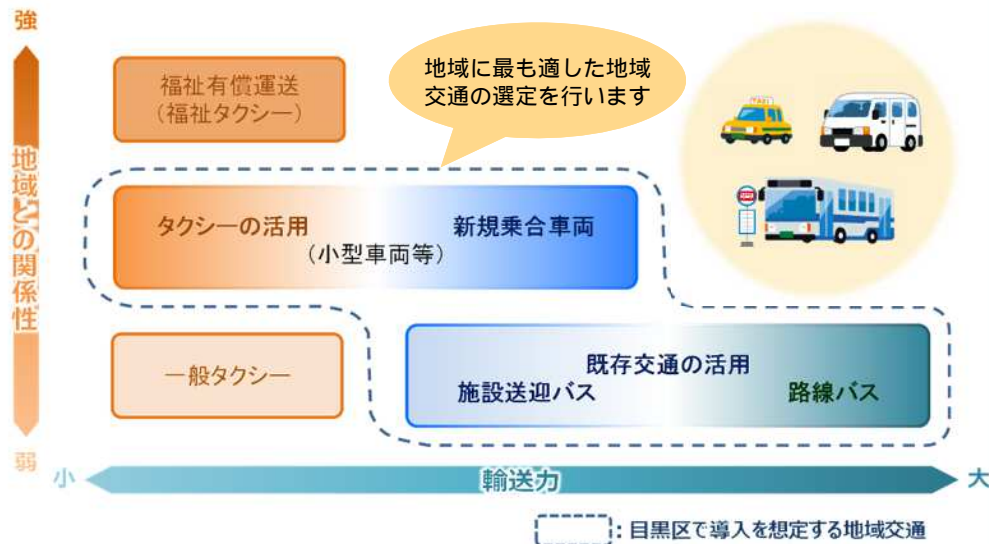 強
福祉有償運送
(福祉タクシー)
地域に最も適した地域
交通の選定を行います
TAXI
地域との関係性
タクシーの活用
新規乗合車両
(小型車両等)
一般タクシー
既存交通の活用
施設送迎バス
路線バス
弱
小
輸送力
大
:目黒区で導入を想定する地域交通